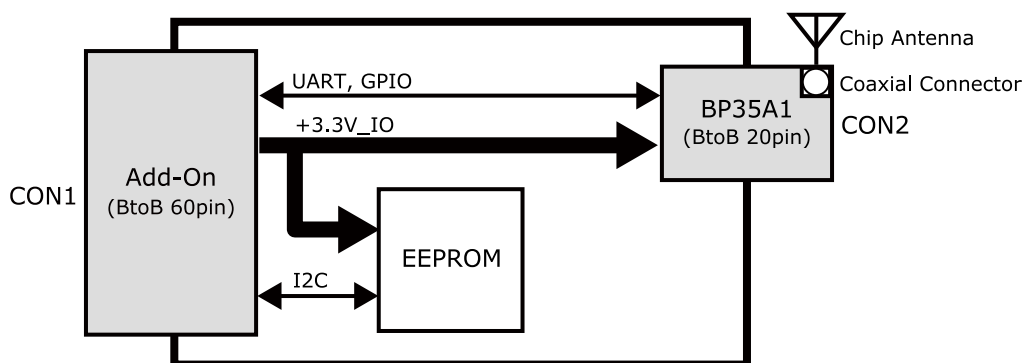 Chip Antenna
UART, GPIO
Coaxial Connector
BP35A1
(BtoB 20pin)
CON2
+3.3V_IO
CON1
Add-On
(BtoB 60pin)
EEPROM
I2C